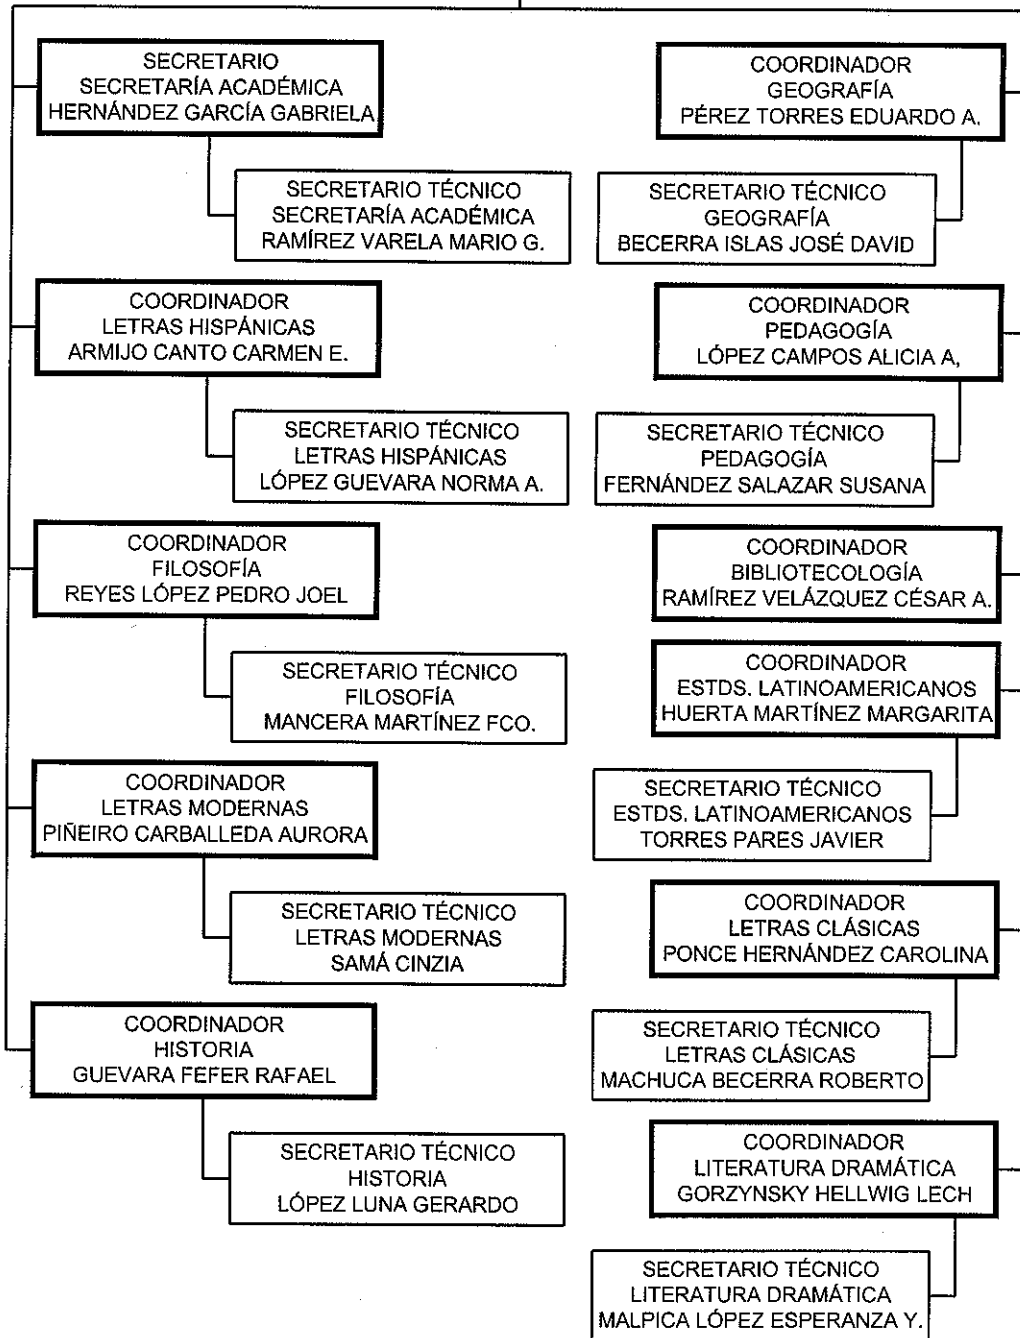 SECRETARIO
SECRETARÍA ACADÉMICA
HERNÁNDEZ GARCÍA GABRIELA
SECRETARIO TÉCNICO
SECRETARÍA ACADÉMICA
RAMÍREZ VARELA MARIO G.
COORDINADOR
LETRAS HISPÁNICAS
ARMIJO CANTO CARMEN E.
SECRETARIO TÉCNICO
LETRAS HISPÁNICAS
LÓPEZ GUEVARA NORMA A.
COORDINADOR
FILOSOFÍA
REYES LÓPEZ PEDRO JOEL
SECRETARIO TÉCNICO
FILOSOFÍA
MANCERA MARTÍNEZ FCO.
COORDINADOR
LETRAS MODERNAS
PIÑEIRO CARBALLEDA AURORA
SECRETARIO TÉCNICO
LETRAS MODERNAS
SAMÁ CINZIA
COORDINADOR
HISTORIA
GUEVARA FEFER RAFAEL
SECRETARIO TÉCNICO
HISTORIA
LÓPEZ LUNA GERARDO
COORDINADOR
GEOGRAFÍA
PÉREZ TORRES EDUARDO A.
SECRETARIO TÉCNICO
GEOGRAFÍA
BECERRA ISLAS JOSÉ DAVID
COORDINADOR
PEDAGOGÍA
LÓPEZ CAMPOS ALICIA A,
SECRETARIO TÉCNICO
PEDAGOGÍA
FERNÁNDEZ SALAZAR SUSANA
COORDINADOR
BIBLIOTECOLOGÍA
RAMÍREZ VELÁZQUEZ CÉSAR A.
COORDINADOR
ESTDS. LATINOAMERICANOS
HUERTA MARTÍNEZ MARGARITA
SECRETARIO TÉCNICO
ESTDS. LATINOAMERICANOS
TORRES PARES JAVIER
COORDINADOR
LETRAS CLÁSICAS
PONCE HERNÁNDEZ CAROLINA
SECRETARIO TÉCNICO
LETRAS CLÁSICAS
MACHUCA BECERRA ROBERTO
COORDINADOR
LITERATURA DRAMÁTICA
GORZYNSKY HELLWIG LECH
SECRETARIO TÉCNICO
LITERATURA DRAMÁTICA
MALPICA LÓPEZ ESPERANZA Y.